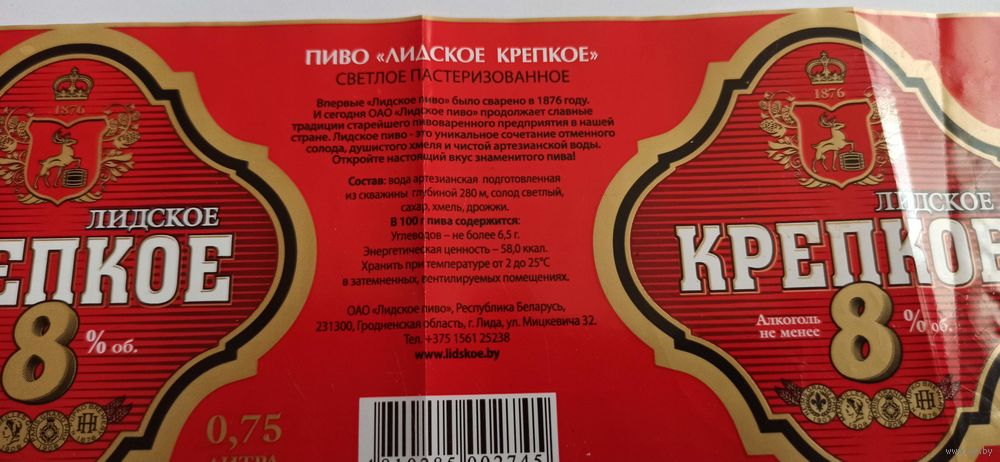 1876
ЛИДСКОЕ
ЕПКОЕ
8
% об.
0,75
ЛИТРА
ПИВО «ЛИДСКОЕ КРЕПКОЕ»
СВЕТЛОЕ ПАСТЕРИЗОВАННОЕ
Впервые «Лидское пиво» было сварено в 1876 году.
И сегодня ОАО «Лидское пиво» продолжает славные
традиции старейшего пивоваренного предприятия в нашей
стране. Лидское пиво - это уникальное сочетание отменного
солода, душистого хмеля и чистой артезианской воды.
Откройте настоящий вкус знаменитого пива!
Состав: вода артезианская подготовленная
из скважины глубиной 280 м, солод светлый,
сахар, хмель, дрожжи.
В 100 г пива содержится:
Углеводов – не более 6,5 г.
Энергетическая ценность – 58,0 ккал.
Хранить при температуре от 2 до 25°С
в затемненных, вентилируемых помещениях.
ОАО «Лидское пиво», Республика Беларусь,
231300, Гродненская область, г. Лида, ул. Мицкевича 32.
Тел. +375 1561 25238
www.lidskoe.by
4810285002745
1876
ЛИДСКОЕ
КРЕПКОЕ
Алкоголь
не менее
8
% об.